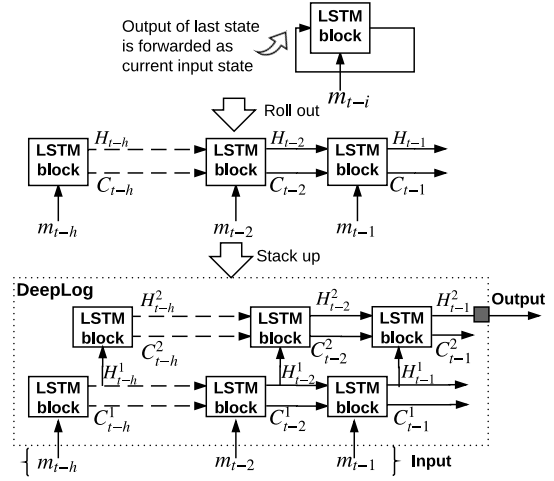 Output of last state
is forwarded as
current input state
LSTM
block
m_{t-i}
Roll out
H_{t-h} H_{t-2} H_{t-1}
LSTM LSTM LSTM
block block block
C_{t-h} C_{t-2} C_{t-1}
m_{t-h} m_{t-2} m_{t-1}
Stack up
DeepLog
H^2_{t-h} H^2_{t-2} H^2_{t-1} Output
LSTM LSTM LSTM
block block block
C^2_{t-h} C^2_{t-2} C^2_{t-1}
H^1_{t-h} H^1_{t-2} H^1_{t-1}
LSTM LSTM LSTM
block block block
C^1_{t-h} C^1_{t-2} C^1_{t-1}
{ m_{t-h} m_{t-2} m_{t-1} } Input